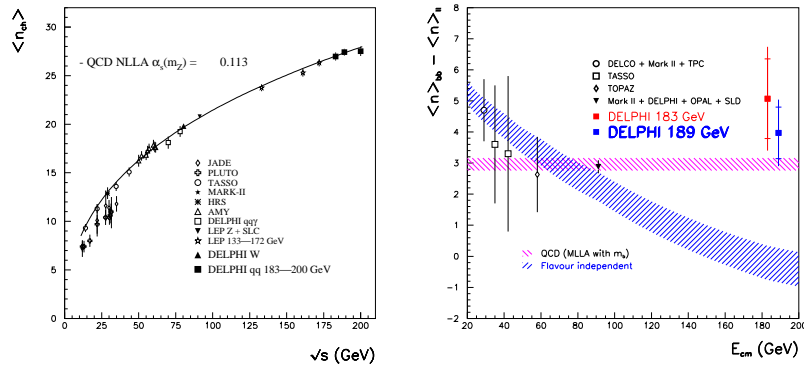 <n_ch>
30
25
20
15
10
5
0
- QCD NLLA α_s(m_Z) = 0.113
JADE
PLUTO
TASSO
MARK-II
HRS
AMY
DELPHI qqγ
LEP Z + SLC
LEP 133—172 GeV
DELPHI W
DELPHI qq 183—200 GeV
0 25 50 75 100 125 150 175 200
√s (GeV)
8
7
6
5
4
3
2
1
0
−1
−2
DELCO + Mark II + TPC
TASSO
TOPAZ
Mark II + DELPHI + OPAL + SLD
DELPHI 183 GeV
DELPHI 189 GeV
QCD (MLLA with m_q)
Flavour independent
20 40 60 80 100 120 140 160 180 200
E_cm (GeV)